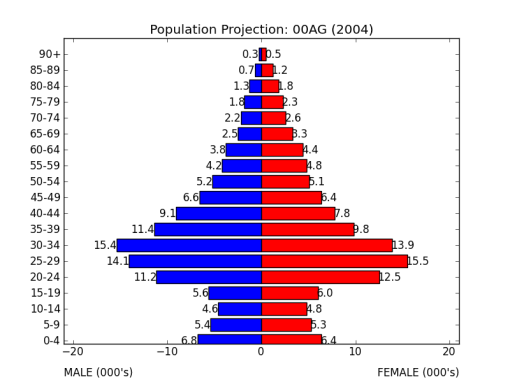 Population Projection: 00AG (2004)
90+ 0.3 0.5
85-89 0.7 1.2
80-84 1.3 1.8
75-79 1.8 2.3
70-74 2.2 2.6
65-69 2.5 3.3
60-64 3.8 4.4
55-59 4.2 4.8
50-54 5.2 5.1
45-49 6.6 6.4
40-44 9.1 7.8
35-39 11.4 9.8
30-34 15.4 13.9
25-29 14.1 15.5
20-24 11.2 12.5
15-19 5.6 6.0
10-14 4.6 4.8
5-9 5.4 5.3
0-4 6.8 6.4
−20 −10 0 10 20
MALE (000's) FEMALE (000's)